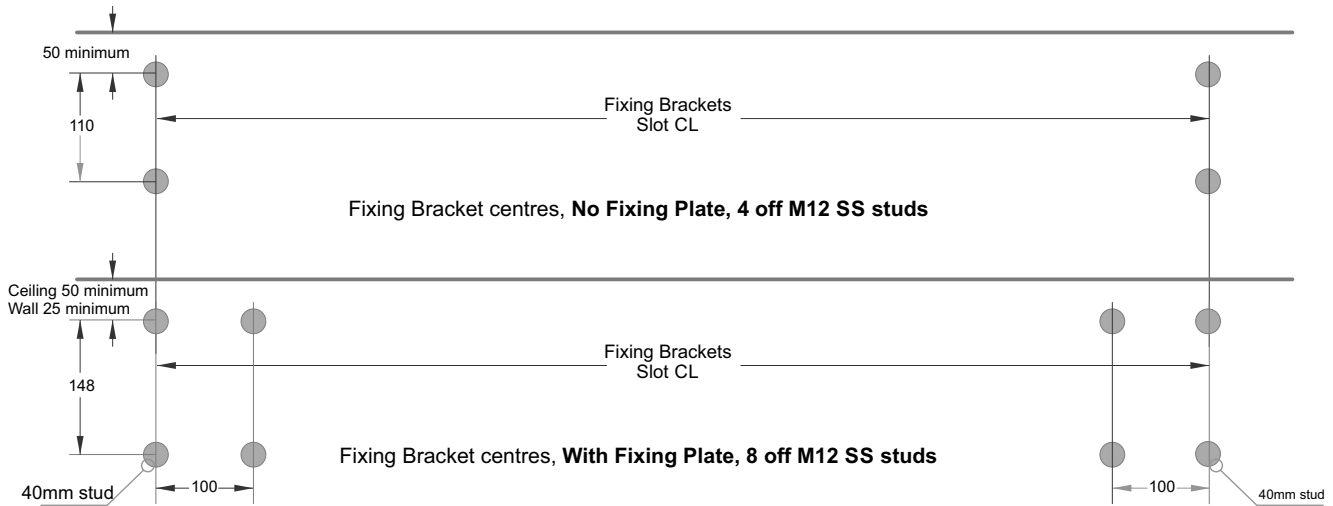 50 minimum
110
Fixing Brackets
Slot CL
Fixing Bracket centres, No Fixing Plate, 4 off M12 SS studs
Ceiling 50 minimum
Wall 25 minimum
148
Fixing Brackets
Slot CL
Fixing Bracket centres, With Fixing Plate, 8 off M12 SS studs
40mm stud
100
100
40mm stud